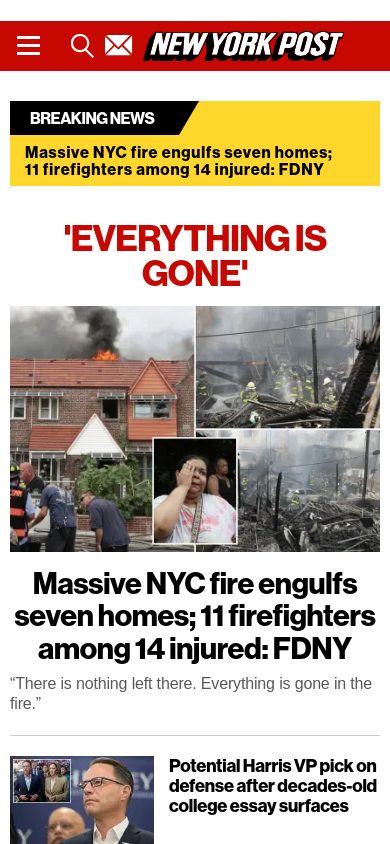 NEW YORK POST
BREAKING NEWS
Massive NYC fire engulfs seven homes;
11 firefighters among 14 injured: FDNY
'EVERYTHING IS
GONE'
Massive NYC fire engulfs
seven homes; 11 firefighters
among 14 injured: FDNY
“There is nothing left there. Everything is gone in the
fire.”
Potential Harris VP pick on
defense after decades-old
college essay surfaces